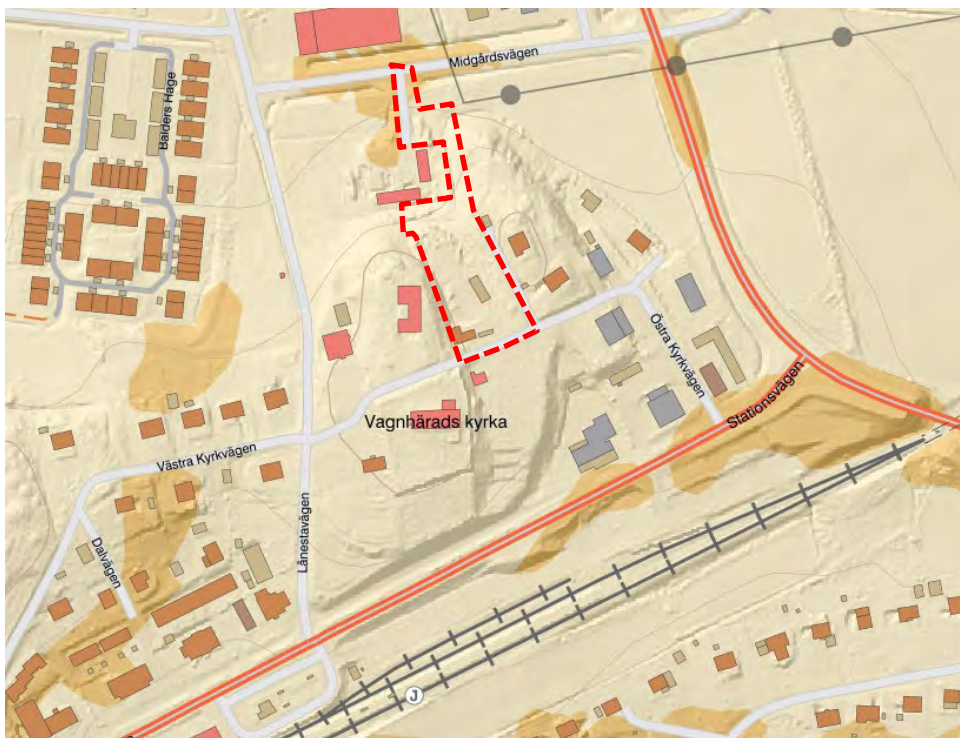 Midgårdsvägen
Balders Hage
Östra Kyrkvägen
Stationsvägen
Vagnhärads kyrka
Västra Kyrkvägen
Lånestavägen
Dalvägen
J